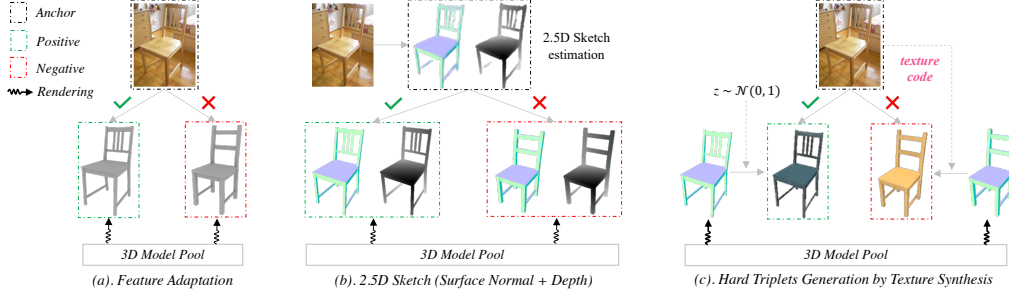 Anchor
Positive
Negative
Rendering
3D Model Pool
(a). Feature Adaptation
2.5D Sketch
estimation
3D Model Pool
(b). 2.5D Sketch (Surface Normal + Depth)
texture
code
z ~ 𝒩(0, 1)
3D Model Pool
(c). Hard Triplets Generation by Texture Synthesis